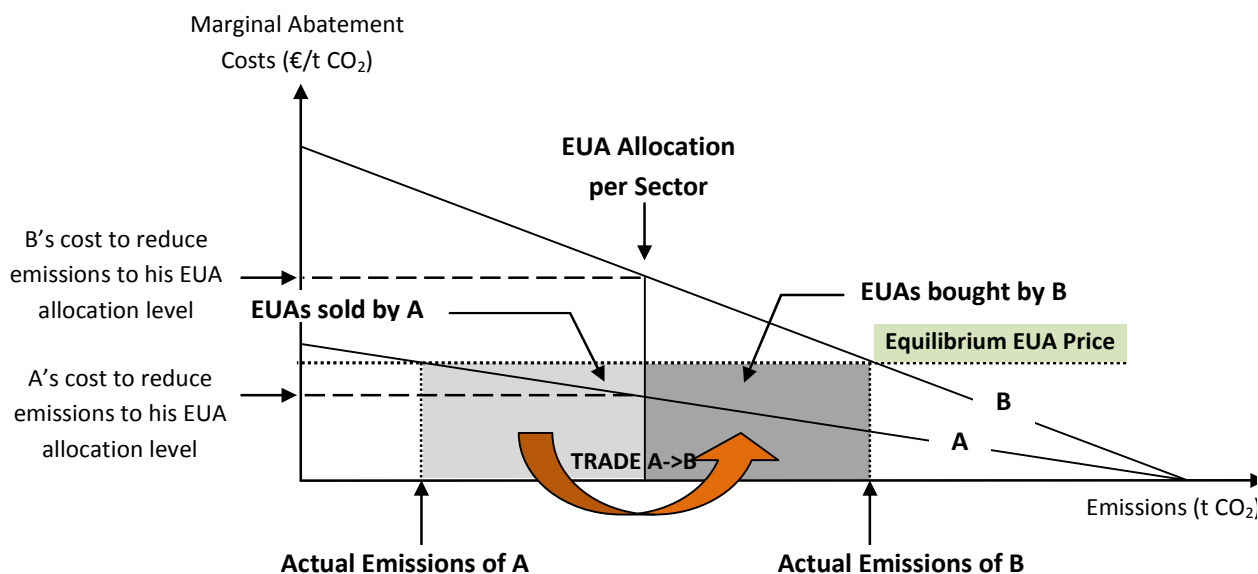 Marginal Abatement
Costs (€/t CO₂)
EUA Allocation
per Sector
B's cost to reduce
emissions to his EUA
allocation level
EUAs sold by A
EUAs bought by B
Equilibrium EUA Price
A's cost to reduce
emissions to his EUA
allocation level
B
A
TRADE A->B
Emissions (t CO₂)
Actual Emissions of A
Actual Emissions of B